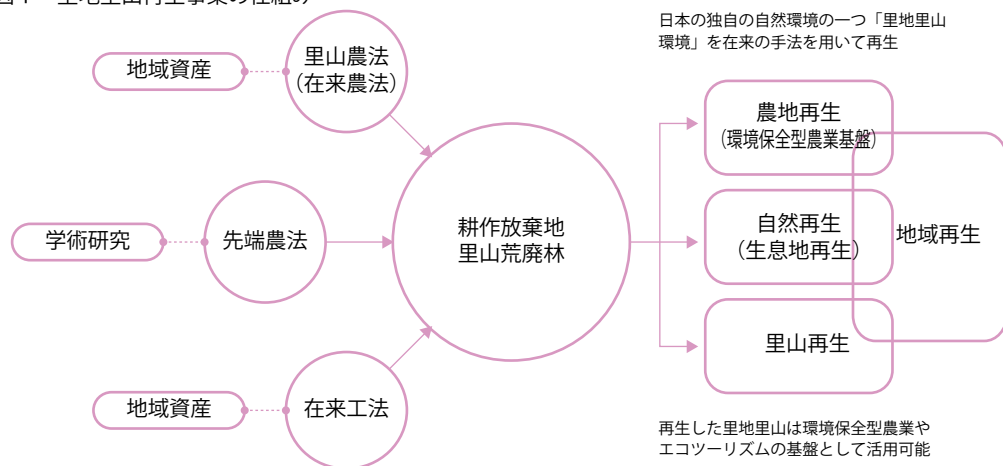 日本の独自の自然環境の一つ「里地里山
環境」を在来の手法を用いて再生
地域資産
里山農法
（在来農法）
学術研究
先端農法
地域資産
在来工法
耕作放棄地
里山荒廃林
農地再生
（環境保全型農業基盤）
自然再生
（生息地再生）
里山再生
地域再生
再生した里地里山は環境保全型農業や
エコツーリズムの基盤として活用可能